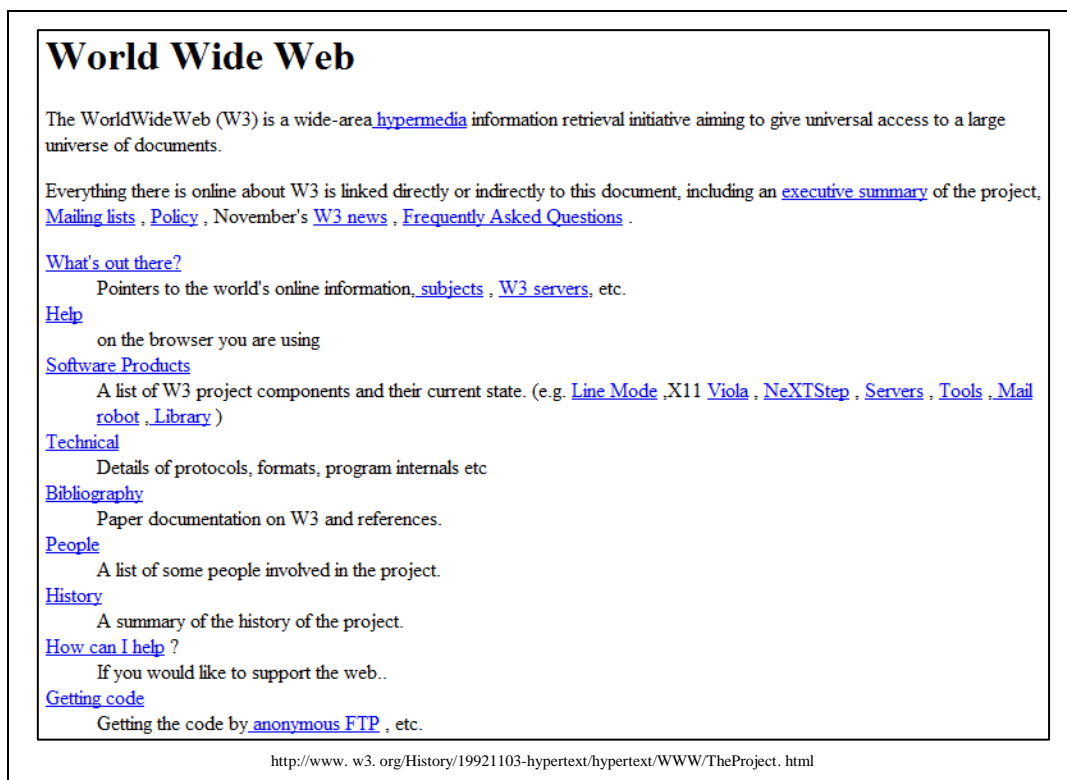 World Wide Web
The WorldWideWeb (W3) is a wide-area hypermedia information retrieval initiative aiming to give universal access to a large
universe of documents.
Everything there is online about W3 is linked directly or indirectly to this document, including an executive summary of the project,
Mailing lists , Policy , November's W3 news , Frequently Asked Questions .
What's out there?
Pointers to the world's online information, subjects , W3 servers, etc.
Help
on the browser you are using
Software Products
A list of W3 project components and their current state. (e.g. Line Mode ,X11 Viola , NeXTStep , Servers , Tools , Mail
robot , Library )
Technical
Details of protocols, formats, program internals etc
Bibliography
Paper documentation on W3 and references.
People
A list of some people involved in the project.
History
A summary of the history of the project.
How can I help ?
If you would like to support the web..
Getting code
Getting the code by anonymous FTP , etc.
http://www. w3. org/History/19921103-hypertext/hypertext/WWW/TheProject. html